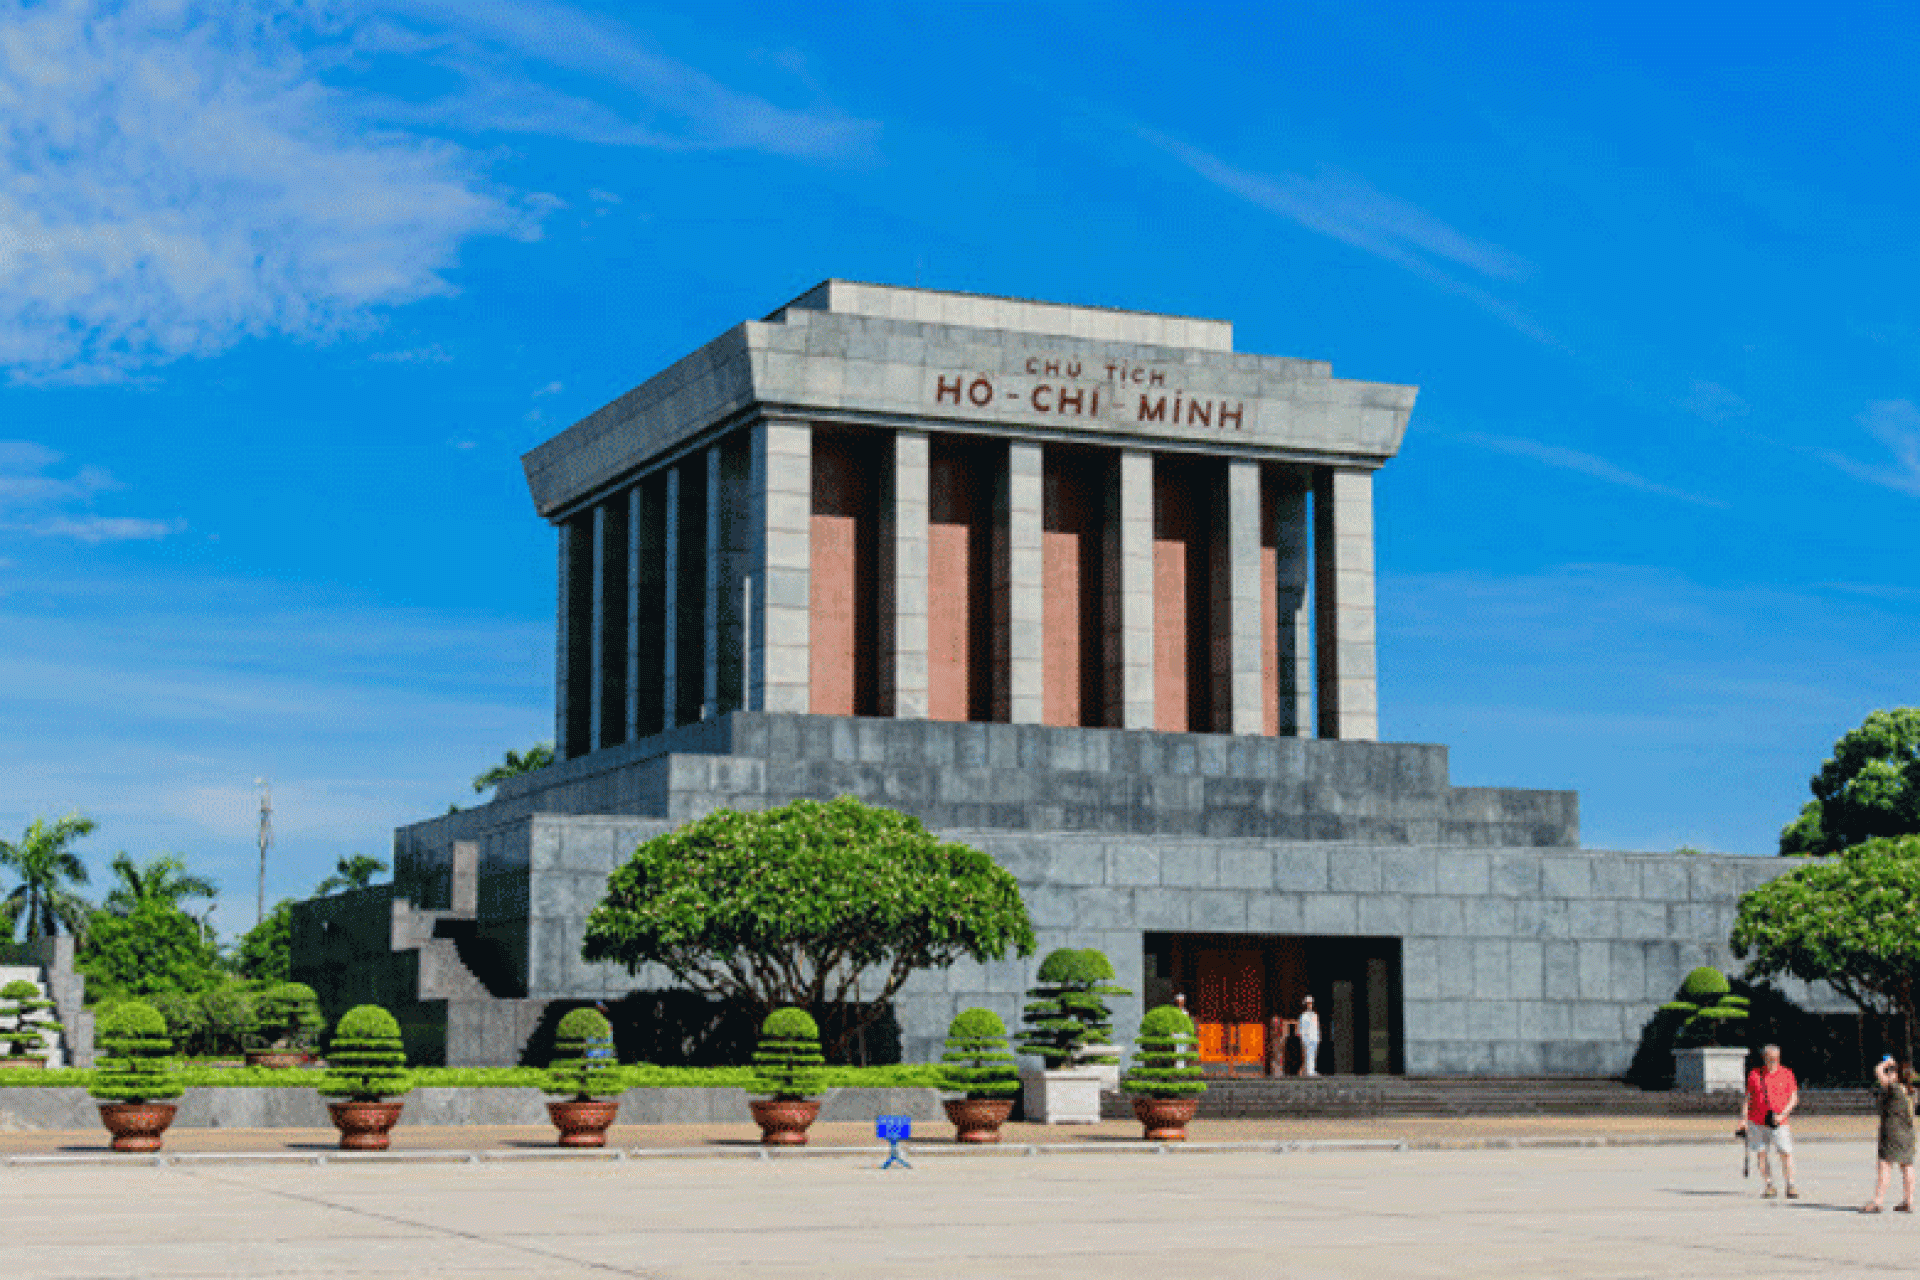 CHỦ TỊCH
HỒ - CHÍ - MINH